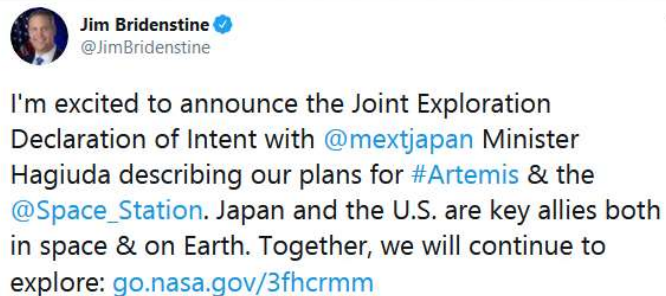 Jim Bridenstine
@JimBridenstine
I'm excited to announce the Joint Exploration
Declaration of Intent with @mextjapan Minister
Hagiuda describing our plans for #Artemis & the
@Space_Station. Japan and the U.S. are key allies both
in space & on Earth. Together, we will continue to
explore: go.nasa.gov/3fhcrmm